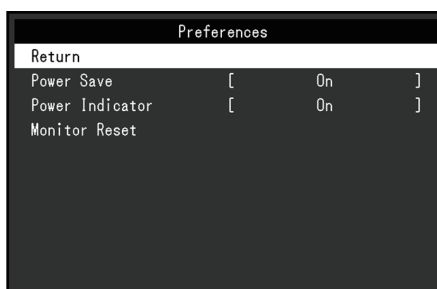 Preferences
Return
Power Save [ On ]
Power Indicator [ On ]
Monitor Reset